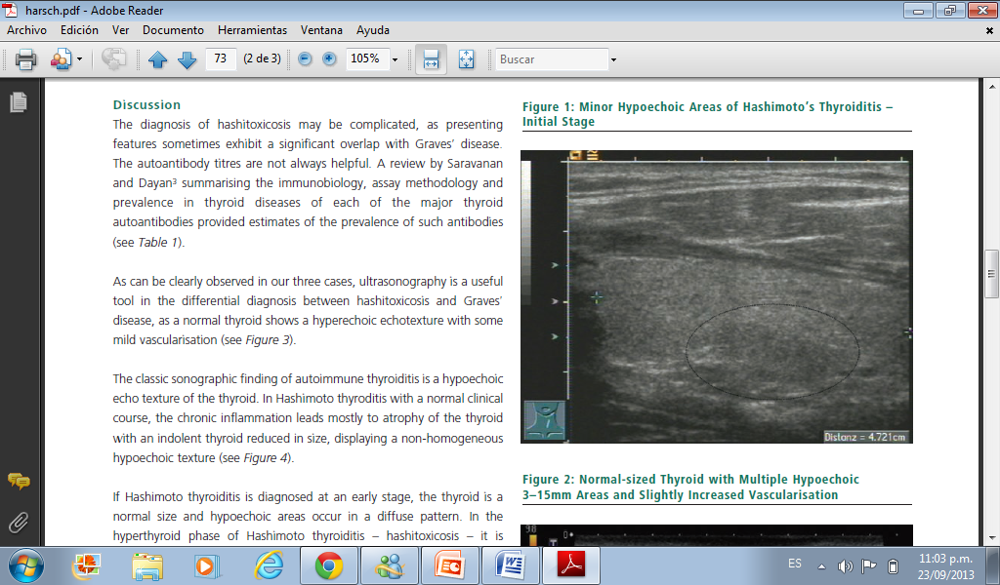 harsch.pdf - Adobe Reader
Archivo Edición Ver Documento Herramientas Ventana Ayuda
73 (2 de 3) 105% Buscar
Discussion
The diagnosis of hashitoxicosis may be complicated, as presenting
features sometimes exhibit a significant overlap with Graves’ disease.
The autoantibody titres are not always helpful. A review by Saravanan
and Dayan³ summarising the immunobiology, assay methodology and
prevalence in thyroid diseases of each of the major thyroid
autoantibodies provided estimates of the prevalence of such antibodies
(see Table 1).
As can be clearly observed in our three cases, ultrasonography is a useful
tool in the differential diagnosis between hashitoxicosis and Graves’
disease, as a normal thyroid shows a hyperechoic echotexture with some
mild vascularisation (see Figure 3).
The classic sonographic finding of autoimmune thyroiditis is a hypoechoic
echo texture of the thyroid. In Hashimoto thyroditis with a normal clinical
course, the chronic inflammation leads mostly to atrophy of the thyroid
with an indolent thyroid reduced in size, displaying a non-homogeneous
hypoechoic texture (see Figure 4).
If Hashimoto thyroiditis is diagnosed at an early stage, the thyroid is a
normal size and hypoechoic areas occur in a diffuse pattern. In the
hyperthyroid phase of Hashimoto thyroiditis – hashitoxicosis – it is
Figure 1: Minor Hypoechoic Areas of Hashimoto’s Thyroiditis –
Initial Stage
Distanz = 4.721cm
Figure 2: Normal-sized Thyroid with Multiple Hypoechoic
3–15mm Areas and Slightly Increased Vascularisation
98
ES
11:03 p.m.
23/09/2013